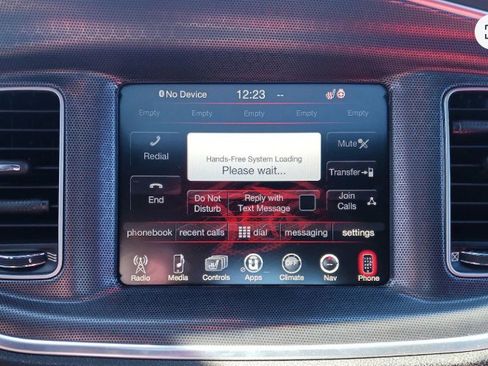 No Device 12:23 --
Empty Empty Empty Empty Empty
Redial
Hands-Free System Loading
Please wait...
Mute
Transfer
End
Do Not
Disturb
Reply with
Text Message
Join
Calls
phonebook recent calls dial messaging settings
Radio Media Controls Apps Climate Nav Phone